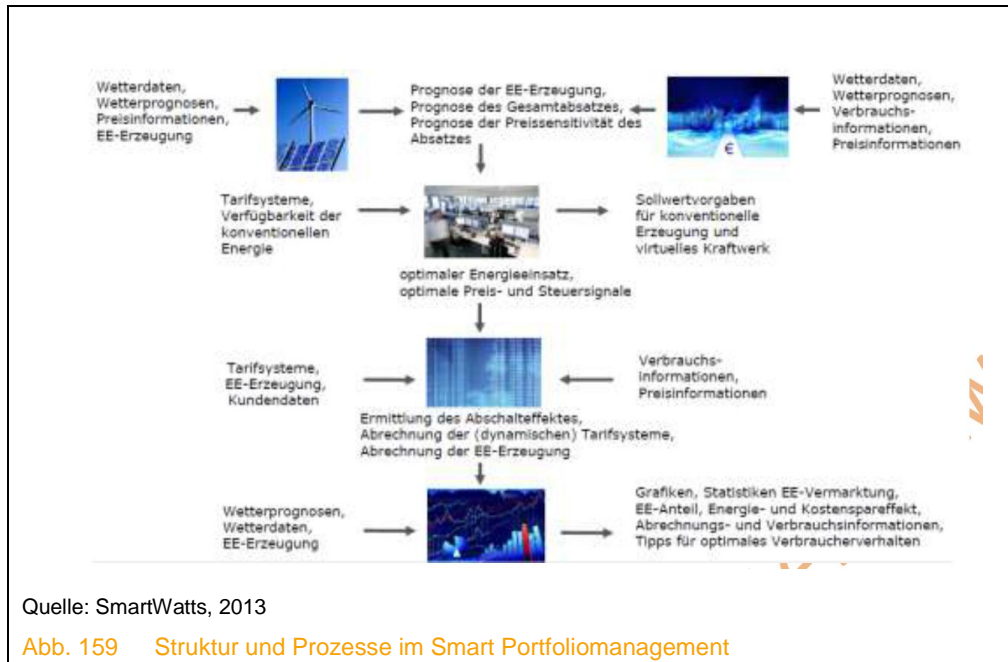 Wetterdaten,
Wetterprognosen,
Preisinformationen,
EE-Erzeugung
Prognose der EE-Erzeugung,
Prognose des Gesamtabsatzes,
Prognose der Preissensitivität des
Absatzes
€
Wetterdaten,
Wetterprognosen,
Verbrauchs-
informationen,
Preisinformationen
Tarifsysteme,
Verfügbarkeit der
konventionellen
Energie
Sollwertvorgaben
für konventionelle
Erzeugung und
virtuelles Kraftwerk
optimaler Energieeinsatz,
optimale Preis- und Steuersignale
Tarifsysteme,
EE-Erzeugung,
Kundendaten
Verbrauchs-
informationen,
Preisinformationen
Ermittlung des Abschalteffektes,
Abrechnung der (dynamischen) Tarifsysteme,
Abrechnung der EE-Erzeugung
Wetterprognosen,
Wetterdaten,
EE-Erzeugung
Grafiken, Statistiken EE-Vermarktung,
EE-Anteil, Energie- und Kostenspareffekt,
Abrechnungs- und Verbrauchsinformationen,
Tipps für optimales Verbraucherverhalten
Quelle: SmartWatts, 2013
Abb. 159 Struktur und Prozesse im Smart Portfoliomanagement